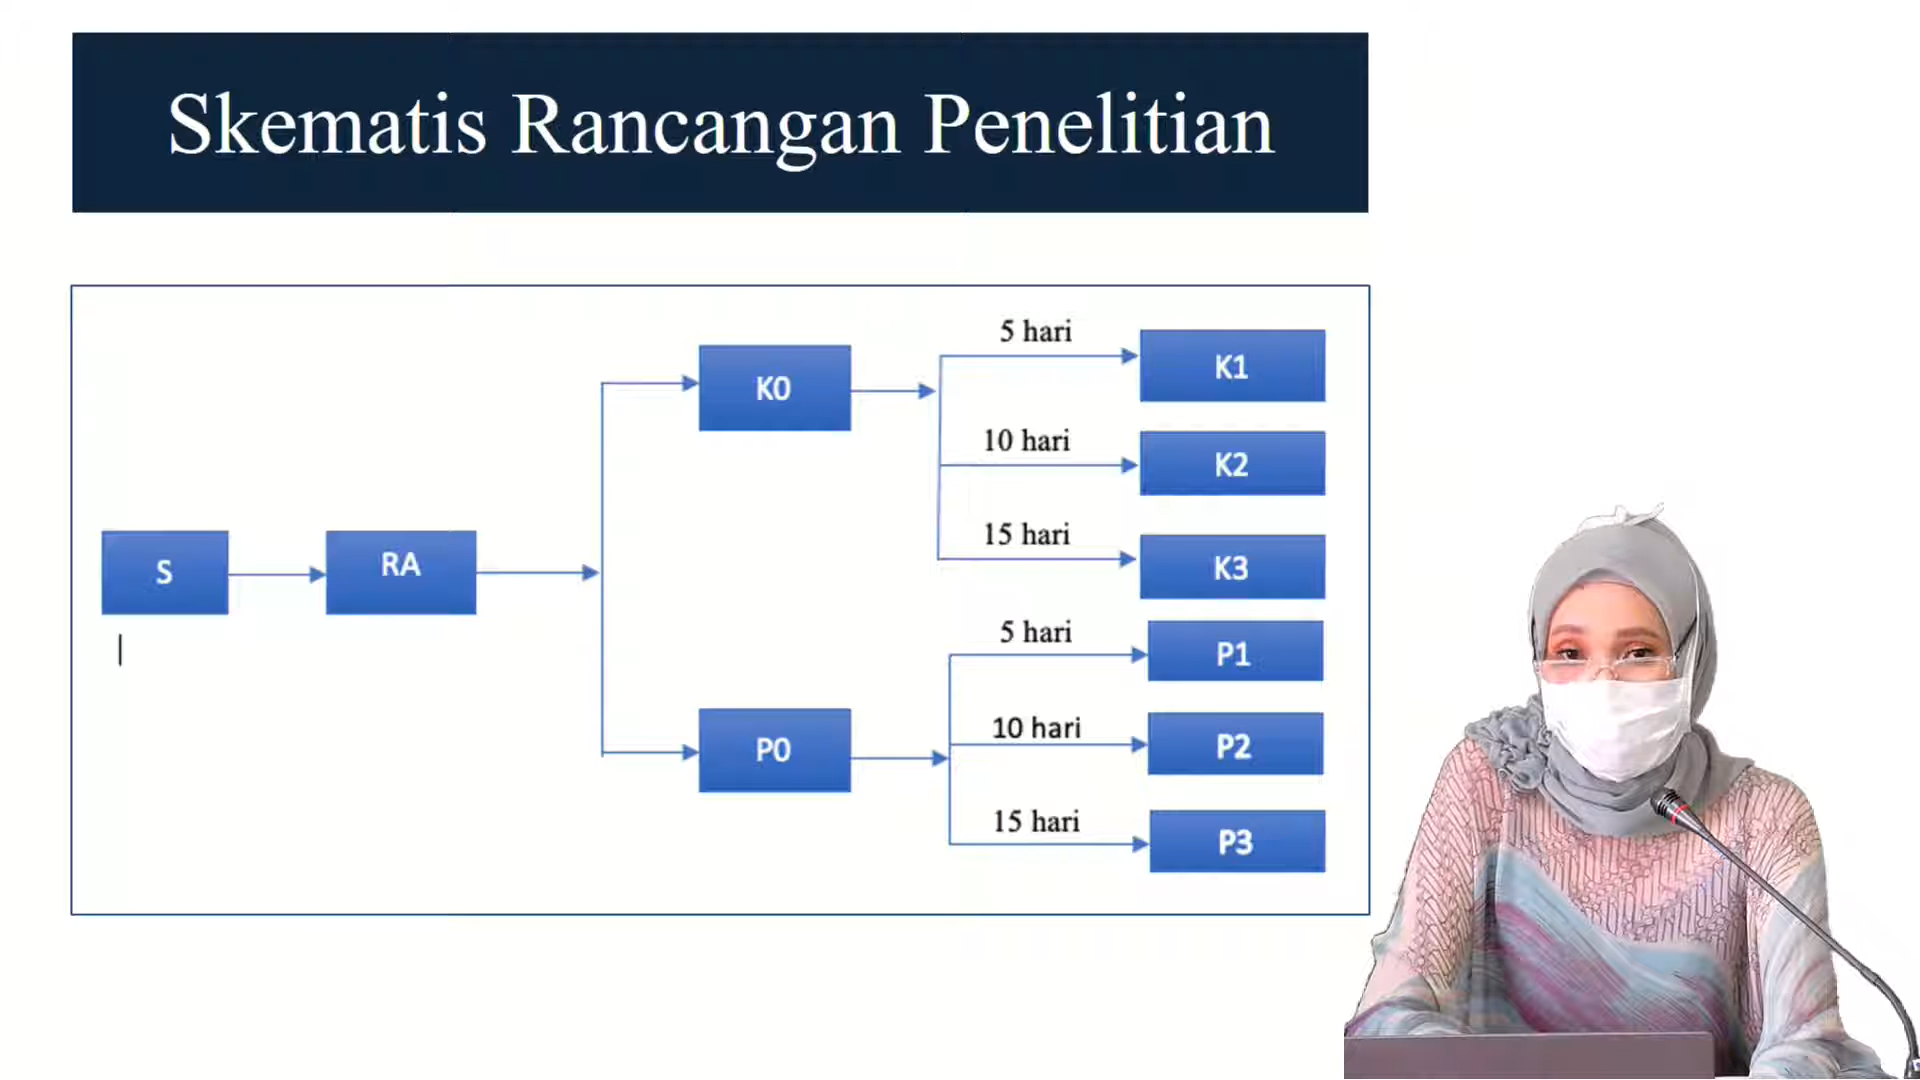 Skematis Rancangan Penelitian
S
RA
K0
5 hari
K1
10 hari
K2
15 hari
K3
P0
5 hari
P1
10 hari
P2
15 hari
P3